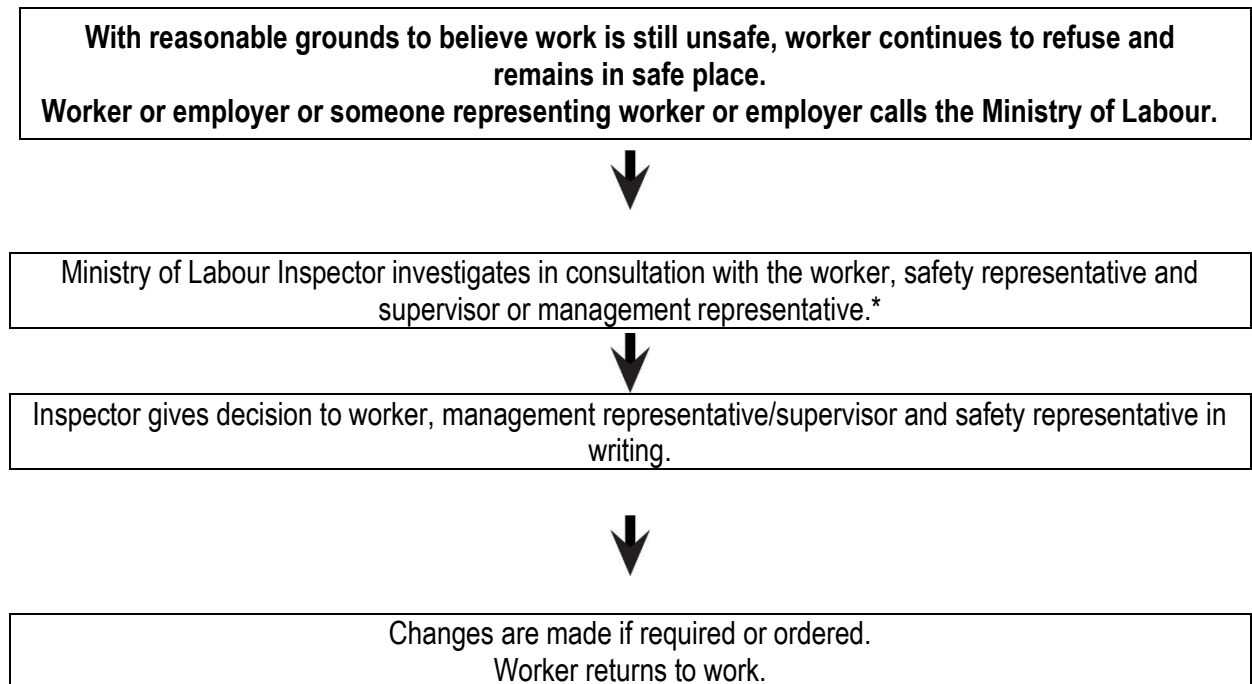 With reasonable grounds to believe work is still unsafe, worker continues to refuse and
remains in safe place.
Worker or employer or someone representing worker or employer calls the Ministry of Labour.
Ministry of Labour Inspector investigates in consultation with the worker, safety representative and
supervisor or management representative.*
Inspector gives decision to worker, management representative/supervisor and safety representative in
writing.
Changes are made if required or ordered.
Worker returns to work.